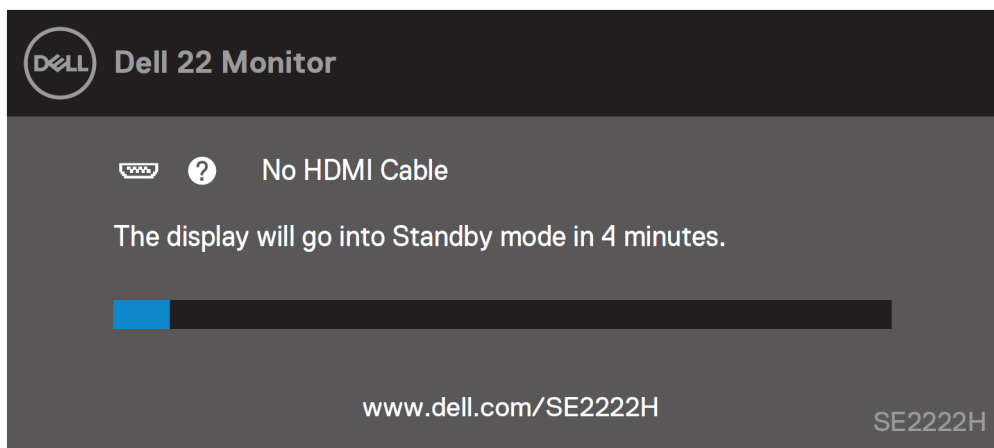 DELL Dell 22 Monitor
No HDMI Cable
The display will go into Standby mode in 4 minutes.
www.dell.com/SE2222H
SE2222H